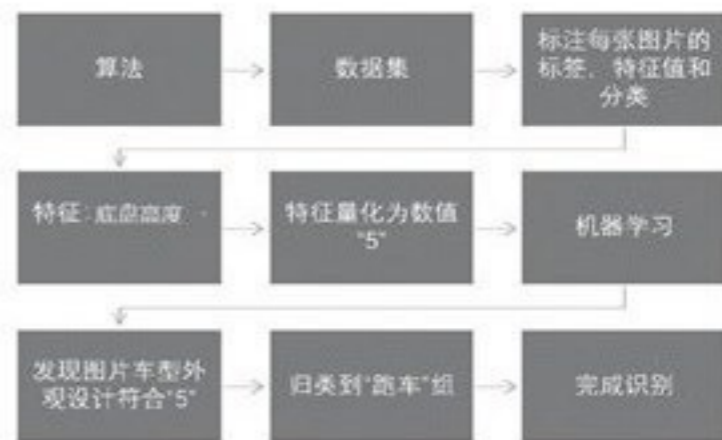 算法
数据集
标注每张图片的
标签、特征值和
分类
特征:底盘高度
特征量化为数值
“5”
机器学习
发现图片车型外
观设计符合“5”
归类到“跑车”组
完成识别